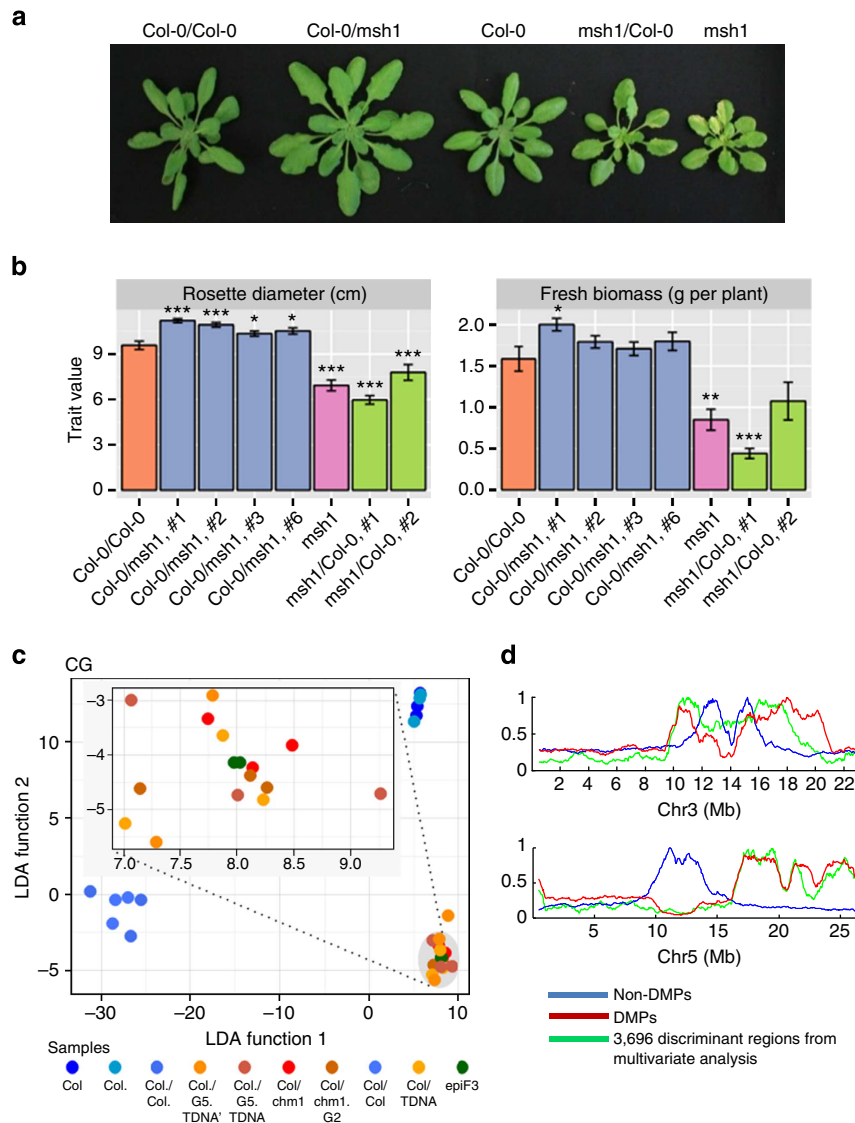 a
Col-0/Col-0 Col-0/msh1 Col-0 msh1/Col-0 msh1
b
Rosette diameter (cm)
Fresh biomass (g per plant)
*** *** * * *** *** ***
* ** ***
Trait value
9
6
3
0
2.0
1.5
1.0
0.5
0.0
Col-0/Col-0
Col-0/msh1, #1
Col-0/msh1, #2
Col-0/msh1, #3
Col-0/msh1, #6
msh1
msh1/Col-0, #1
msh1/Col-0, #2
Col-0/Col-0
Col-0/msh1, #1
Col-0/msh1, #2
Col-0/msh1, #3
Col-0/msh1, #6
msh1
msh1/Col-0, #1
msh1/Col-0, #2
c
CG
LDA function 2
10
5
0
–5
–3
–4
–5
7.0 7.5 8.0 8.5 9.0
–30 –20 –10 0 10
LDA function 1
Samples
Col
Col.
Col./
Col.
Col./
G5.
TDNA'
Col./
G5.
TDNA
Col/
chm1
Col/
chm1.
G2
Col/
Col
Col/
TDNA
epiF3
d
1
0.5
0
2 4 6 8 10 12 14 16 18 20 22
Chr3 (Mb)
1
0.5
0
5 10 15 20 25
Chr5 (Mb)
Non-DMPs
DMPs
3,696 discriminant regions from
multivariate analysis